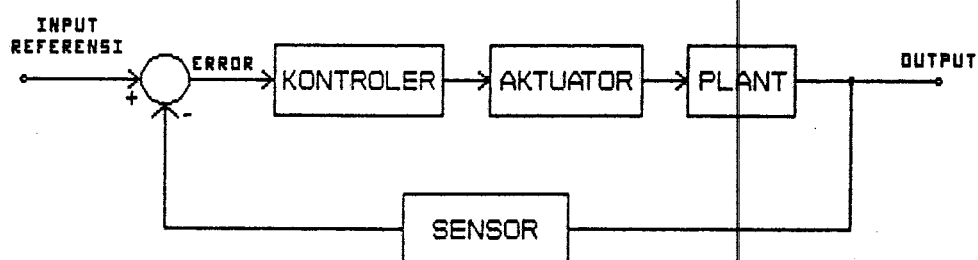 INPUT
REFERENSI
+
-
ERROR
KONTROLER
AKTUATOR
PLANT
OUTPUT
SENSOR